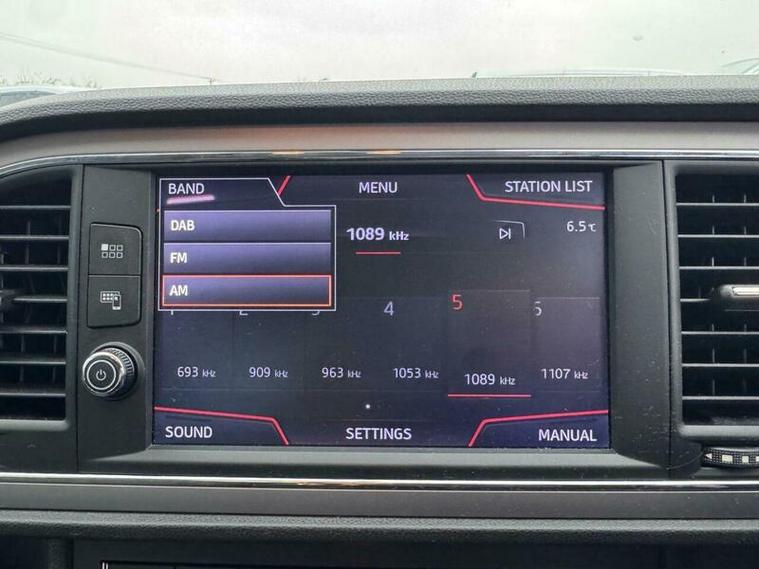 BAND MENU STATION LIST
DAB
1089 kHz 6.5 °C
FM
AM
4 5
693 kHz 909 kHz 963 kHz 1053 kHz 1089 kHz 1107 kHz
SOUND SETTINGS MANUAL